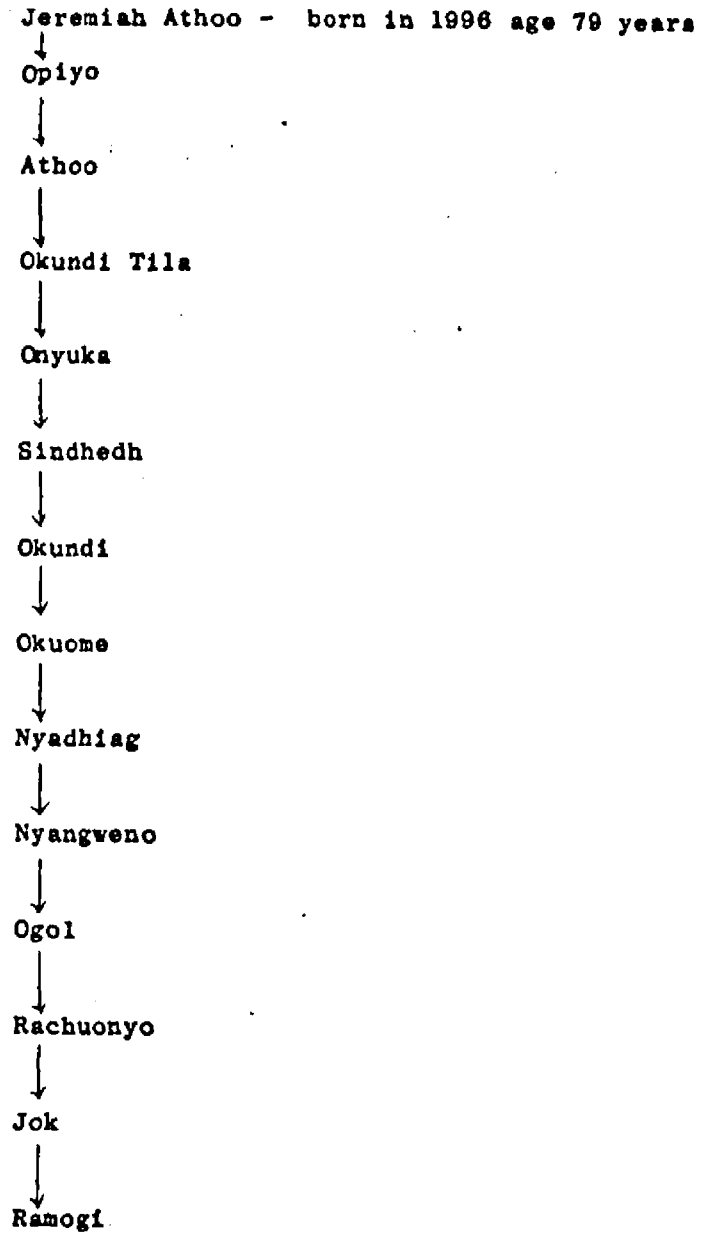 Jeremiah Athoo - born in 1996 age 79 years
Opiyo
Athoo
Okundi Tila
Onyuka
Sindhedh
Okundi
Okuome
Nyadhiag
Nyangweno
Ogol
Rachuonyo
Jok
Ramogi